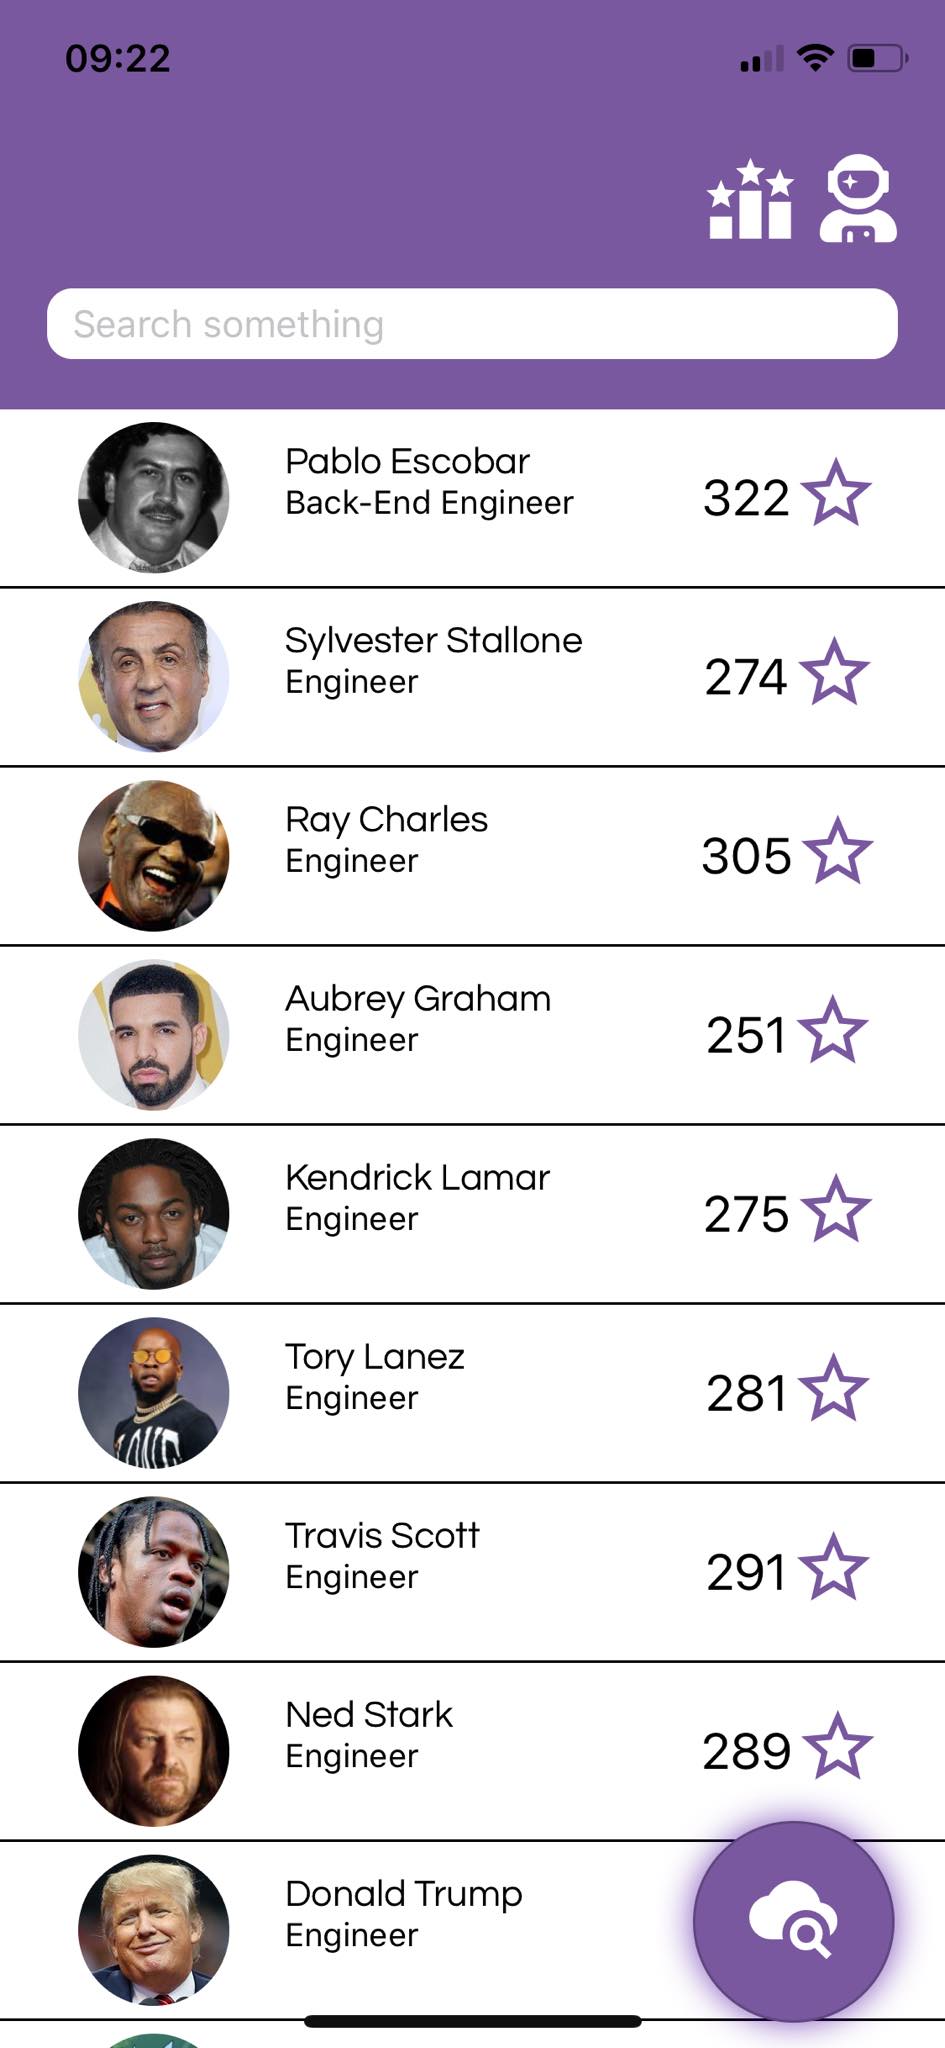 09:22
Search something
Pablo Escobar
Back-End Engineer
322
Sylvester Stallone
Engineer
274
Ray Charles
Engineer
305
Aubrey Graham
Engineer
251
Kendrick Lamar
Engineer
275
Tory Lanez
Engineer
281
Travis Scott
Engineer
291
Ned Stark
Engineer
289
Donald Trump
Engineer